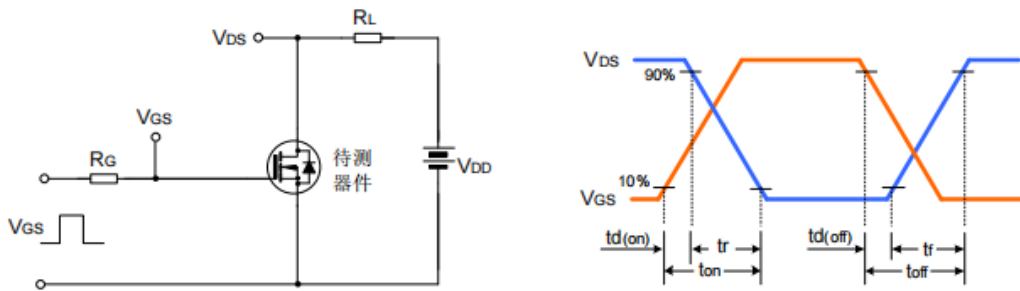 RL
VDS
VGS
RG
待测
器件
VDD
VGS
VDS
90%
10%
VGS
td(on)
tr
td(off)
tf
ton
toff